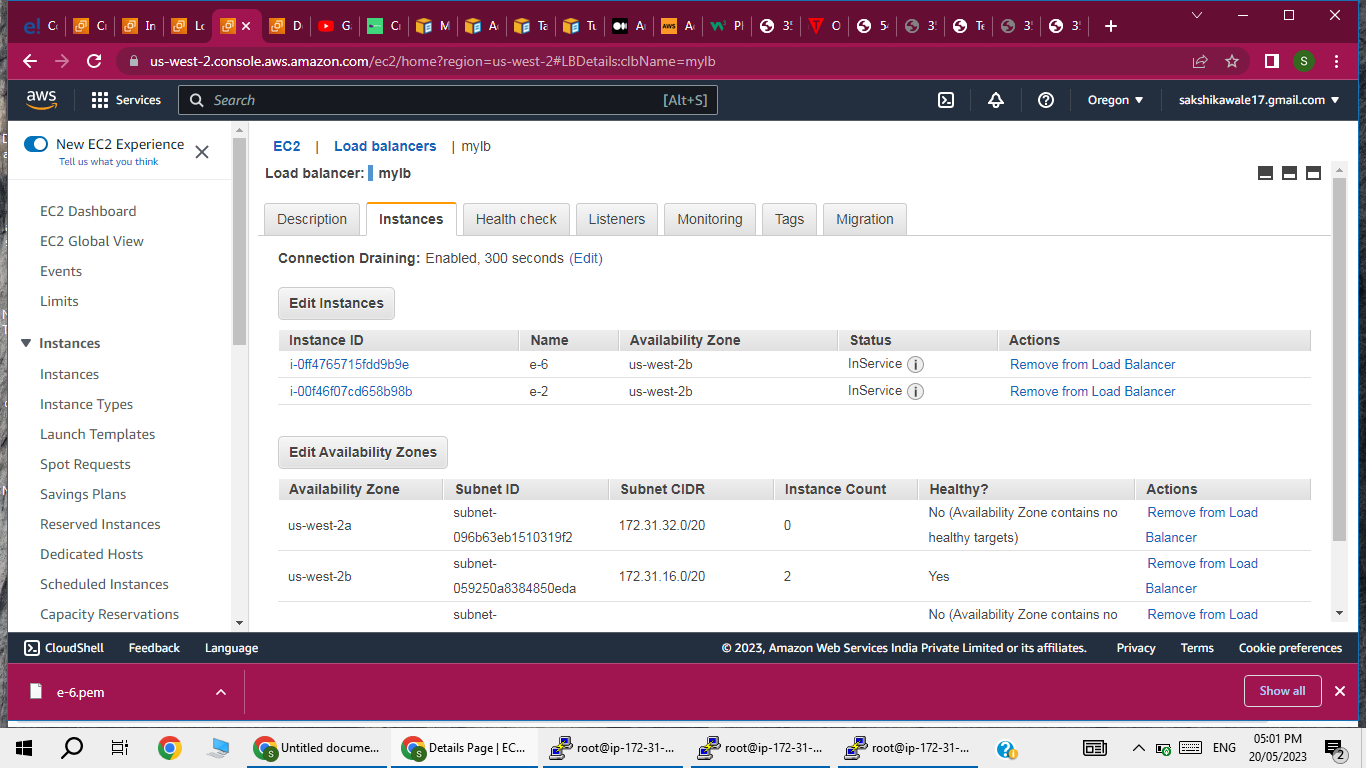 us-west-2.console.aws.amazon.com/ec2/home?region=us-west-2#LBDetails:clbName=mylb
S
aws
Services
Search
[Alt+S]
Oregon
sakshikawale17.gmail.com
New EC2 Experience
Tell us what you think
EC2 Dashboard
EC2 Global View
Events
Limits
Instances
Instances
Instance Types
Launch Templates
Spot Requests
Savings Plans
Reserved Instances
Dedicated Hosts
Scheduled Instances
Capacity Reservations
EC2 | Load balancers | mylb
Load balancer: mylb
Description Instances Health check Listeners Monitoring Tags Migration
Connection Draining: Enabled, 300 seconds (Edit)
Edit Instances
Instance ID Name Availability Zone Status Actions
i-0ff4765715fdd9b9e e-6 us-west-2b InService i Remove from Load Balancer
i-00f46f07cd658b98b e-2 us-west-2b InService i Remove from Load Balancer
Edit Availability Zones
Availability Zone Subnet ID Subnet CIDR Instance Count Healthy? Actions
us-west-2a subnet-096b63eb1510319f2 172.31.32.0/20 0 No (Availability Zone contains no healthy targets) Remove from Load Balancer
us-west-2b subnet-059250a8384850eda 172.31.16.0/20 2 Yes Remove from Load Balancer
subnet- No (Availability Zone contains no Remove from Load
CloudShell Feedback Language © 2023, Amazon Web Services India Private Limited or its affiliates. Privacy Terms Cookie preferences
e-6.pem
Show all
Untitled docume...
Details Page | EC...
root@ip-172-31-...
root@ip-172-31-...
root@ip-172-31-...
ENG
05:01 PM
20/05/2023
2